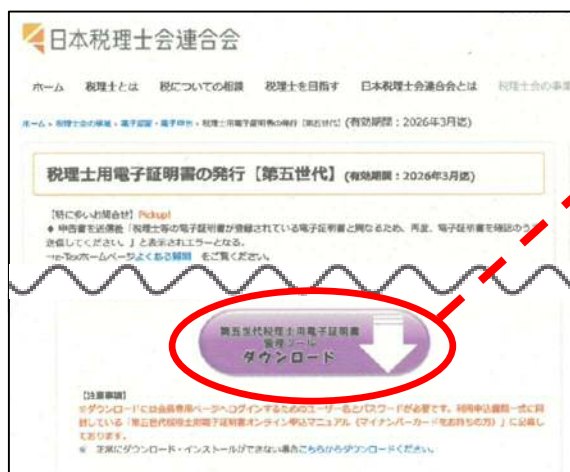 日本税理士会連合会
ホーム 税理士とは 税についての相談 税理士を目指す 日本税理士会連合会とは 税理士会の事業
ホーム > 税理士会の事業 > 電子認証・電子申告 > 税理士用電子証明書の発行【第五世代】(有効期間：2026年3月迄)
税理士用電子証明書の発行【第五世代】(有効期間：2026年3月迄)
【特に多いお問合せ】Pickup!
◆ 申告書を送信後「税理士等の電子証明書が登録されている電子証明書と異なるため、再度、電子証明書を確認のうえ
送信してください。」と表示されエラーとなる。
→e-Taxホームページよくある質問 をご覧ください。
第五世代税理士用電子証明書
管理ツール
ダウンロード
【注意事項】
※ダウンロードには会員専用ページへログインするためのユーザー名とパスワードが必要です。利用申込書類一式に同
封している「第五世代税理士用電子証明書オンライン申込マニュアル（マイナンバーカードをお持ちの方）」に記載し
ております。
※ 正常にダウンロード・インストールができない場合こちらからダウンロードください。